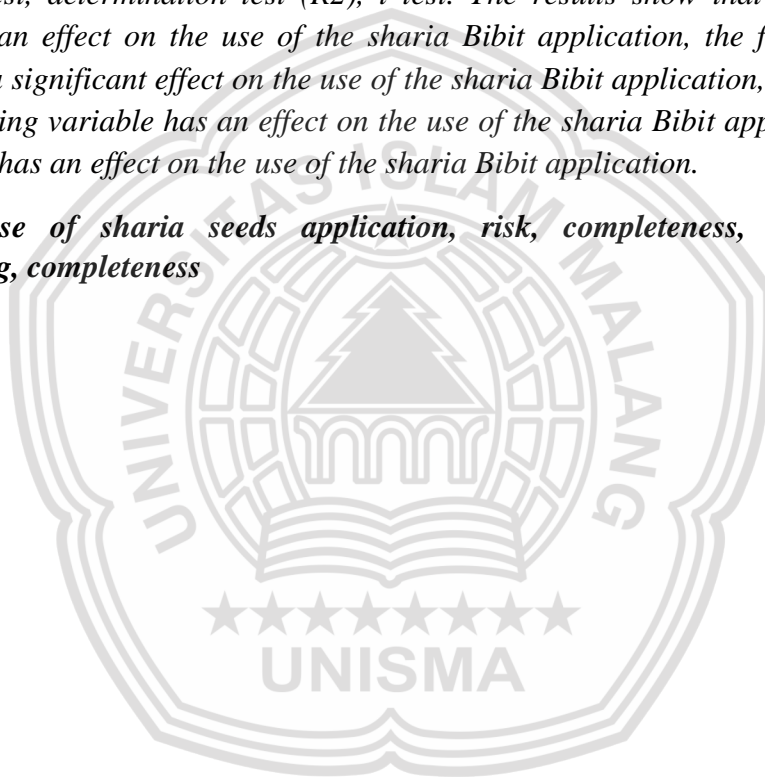 est, determination test (R2), t test. The results show that
an effect on the use of the sharia Bibit application, the f
a significant effect on the use of the sharia Bibit application,
ing variable has an effect on the use of the sharia Bibit app
has an effect on the use of the sharia Bibit application.
se of sharia seeds application, risk, completeness,
g, completeness
UNIVERSITAS ISLAM MALANG
UNISMA